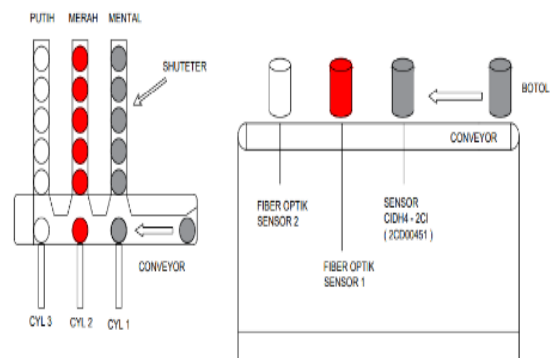 PUTIH MERAH MENTAL
SHUTETER
CONVEYOR
CYL 3 CYL 2 CYL 1
BOTOL
CONVEYOR
FIBER OPTIK
SENSOR 2
FIBER OPTIK
SENSOR 1
SENSOR
CIDH4 - 2CI
( 2CD00451 )